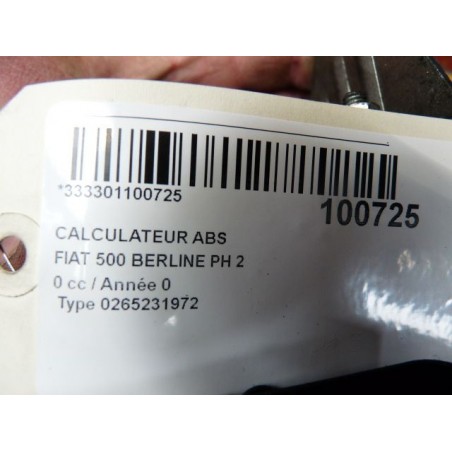 *333301100725
100725
CALCULATEUR ABS
FIAT 500 BERLINE PH 2
0 cc / Année 0
Type 0265231972